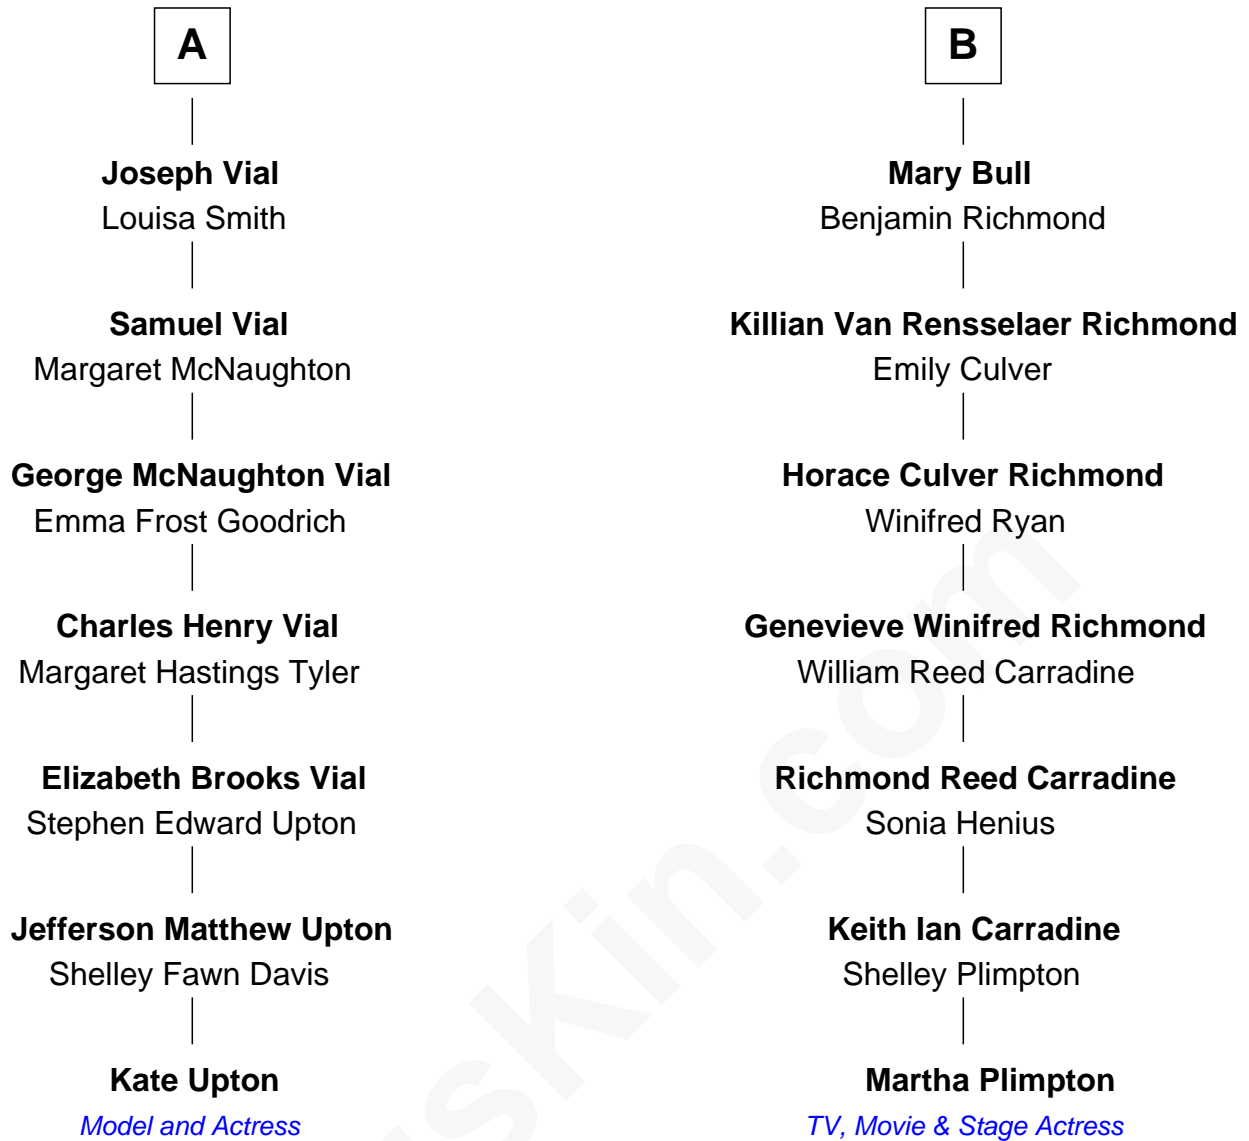 A
B
Joseph Vial
Louisa Smith
Mary Bull
Benjamin Richmond
Samuel Vial
Margaret McNaughton
Killian Van Rensselaer Richmond
Emily Culver
George McNaughton Vial
Emma Frost Goodrich
Horace Culver Richmond
Winifred Ryan
Charles Henry Vial
Margaret Hastings Tyler
Genevieve Winifred Richmond
William Reed Carradine
Elizabeth Brooks Vial
Stephen Edward Upton
Richmond Reed Carradine
Sonia Henius
Jefferson Matthew Upton
Shelley Fawn Davis
Keith Ian Carradine
Shelley Plimpton
Kate Upton
Model and Actress
Martha Plimpton
TV, Movie & Stage Actress
usKin.com